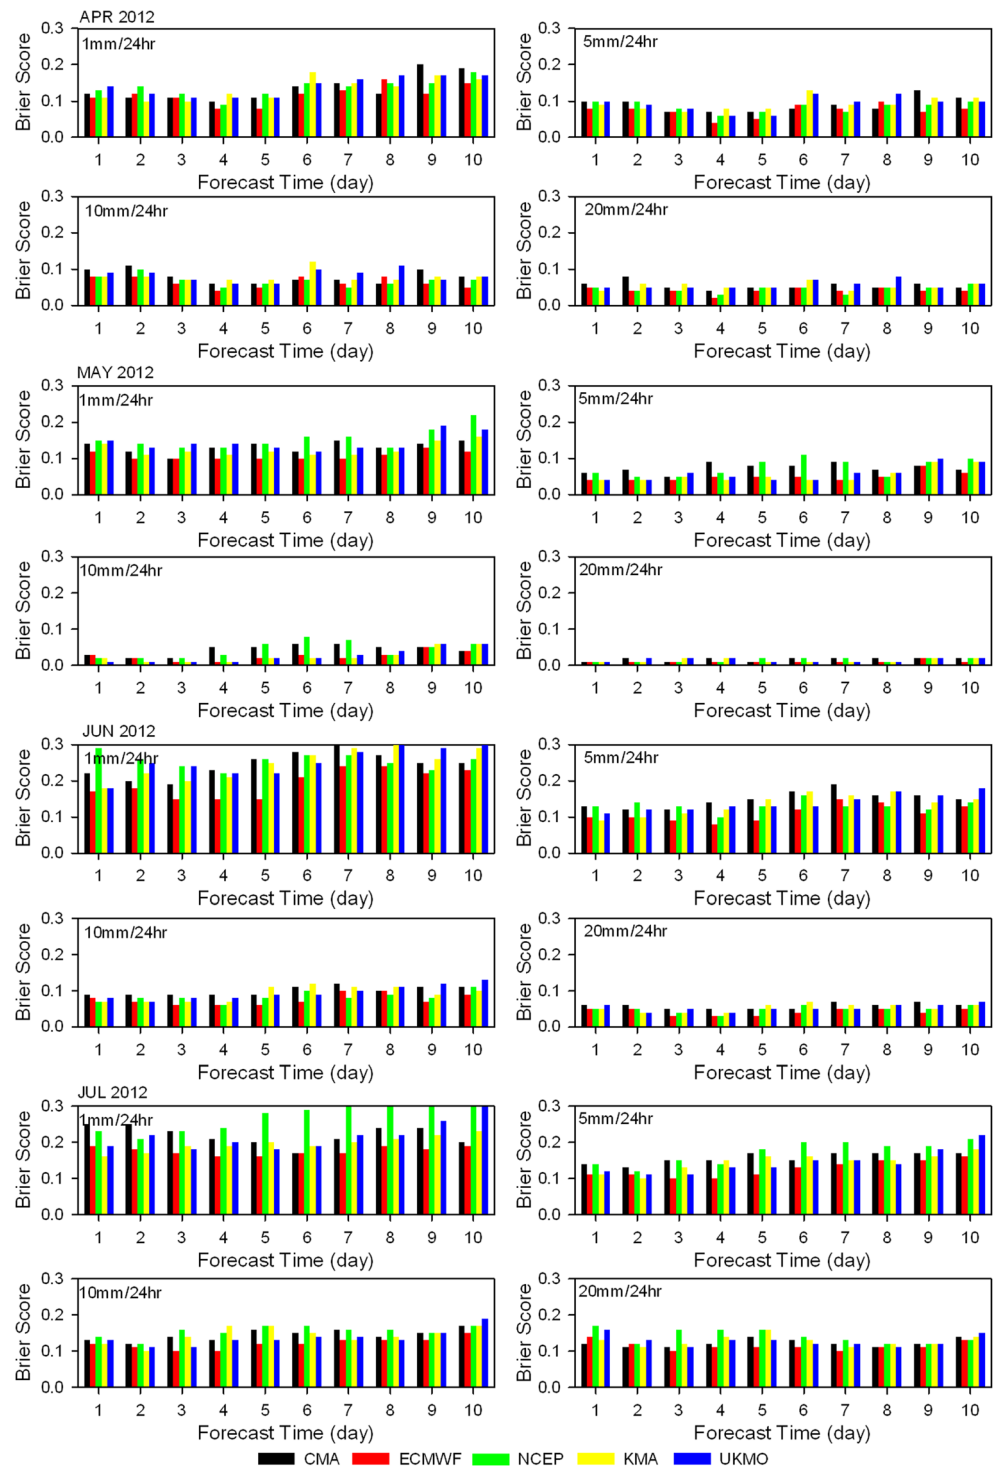 APR 2012
1mm/24hr
Brier Score
0.3
0.2
0.1
0.0
1 2 3 4 5 6 7 8 9 10
Forecast Time (day)
5mm/24hr
Brier Score
0.3
0.2
0.1
0.0
1 2 3 4 5 6 7 8 9 10
Forecast Time (day)
10mm/24hr
Brier Score
0.3
0.2
0.1
0.0
1 2 3 4 5 6 7 8 9 10
Forecast Time (day)
20mm/24hr
Brier Score
0.3
0.2
0.1
0.0
1 2 3 4 5 6 7 8 9 10
Forecast Time (day)
MAY 2012
1mm/24hr
Brier Score
0.3
0.2
0.1
0.0
1 2 3 4 5 6 7 8 9 10
Forecast Time (day)
5mm/24hr
Brier Score
0.3
0.2
0.1
0.0
1 2 3 4 5 6 7 8 9 10
Forecast Time (day)
10mm/24hr
Brier Score
0.3
0.2
0.1
0.0
1 2 3 4 5 6 7 8 9 10
Forecast Time (day)
20mm/24hr
Brier Score
0.3
0.2
0.1
0.0
1 2 3 4 5 6 7 8 9 10
Forecast Time (day)
JUN 2012
1mm/24hr
Brier Score
0.3
0.2
0.1
0.0
1 2 3 4 5 6 7 8 9 10
Forecast Time (day)
5mm/24hr
Brier Score
0.3
0.2
0.1
0.0
1 2 3 4 5 6 7 8 9 10
Forecast Time (day)
10mm/24hr
Brier Score
0.3
0.2
0.1
0.0
1 2 3 4 5 6 7 8 9 10
Forecast Time (day)
20mm/24hr
Brier Score
0.3
0.2
0.1
0.0
1 2 3 4 5 6 7 8 9 10
Forecast Time (day)
JUL 2012
1mm/24hr
Brier Score
0.3
0.2
0.1
0.0
1 2 3 4 5 6 7 8 9 10
Forecast Time (day)
5mm/24hr
Brier Score
0.3
0.2
0.1
0.0
1 2 3 4 5 6 7 8 9 10
Forecast Time (day)
10mm/24hr
Brier Score
0.3
0.2
0.1
0.0
1 2 3 4 5 6 7 8 9 10
Forecast Time (day)
20mm/24hr
Brier Score
0.3
0.2
0.1
0.0
1 2 3 4 5 6 7 8 9 10
Forecast Time (day)
CMA ECMWF NCEP KMA UKMO